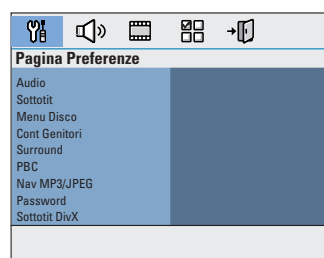 Pagina Preferenze
Audio
Sottotit
Menu Disco
Cont Genitori
Surround
PBC
Nav MP3/JPEG
Password
Sottotit DivX